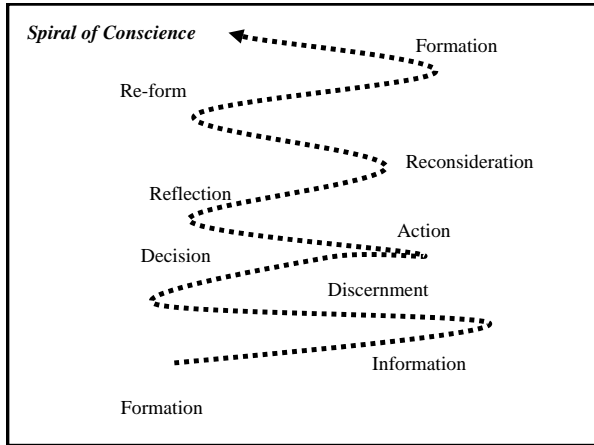 Spiral of Conscience
Formation
Re-form
Reconsideration
Reflection
Action
Decision
Discernment
Information
Formation